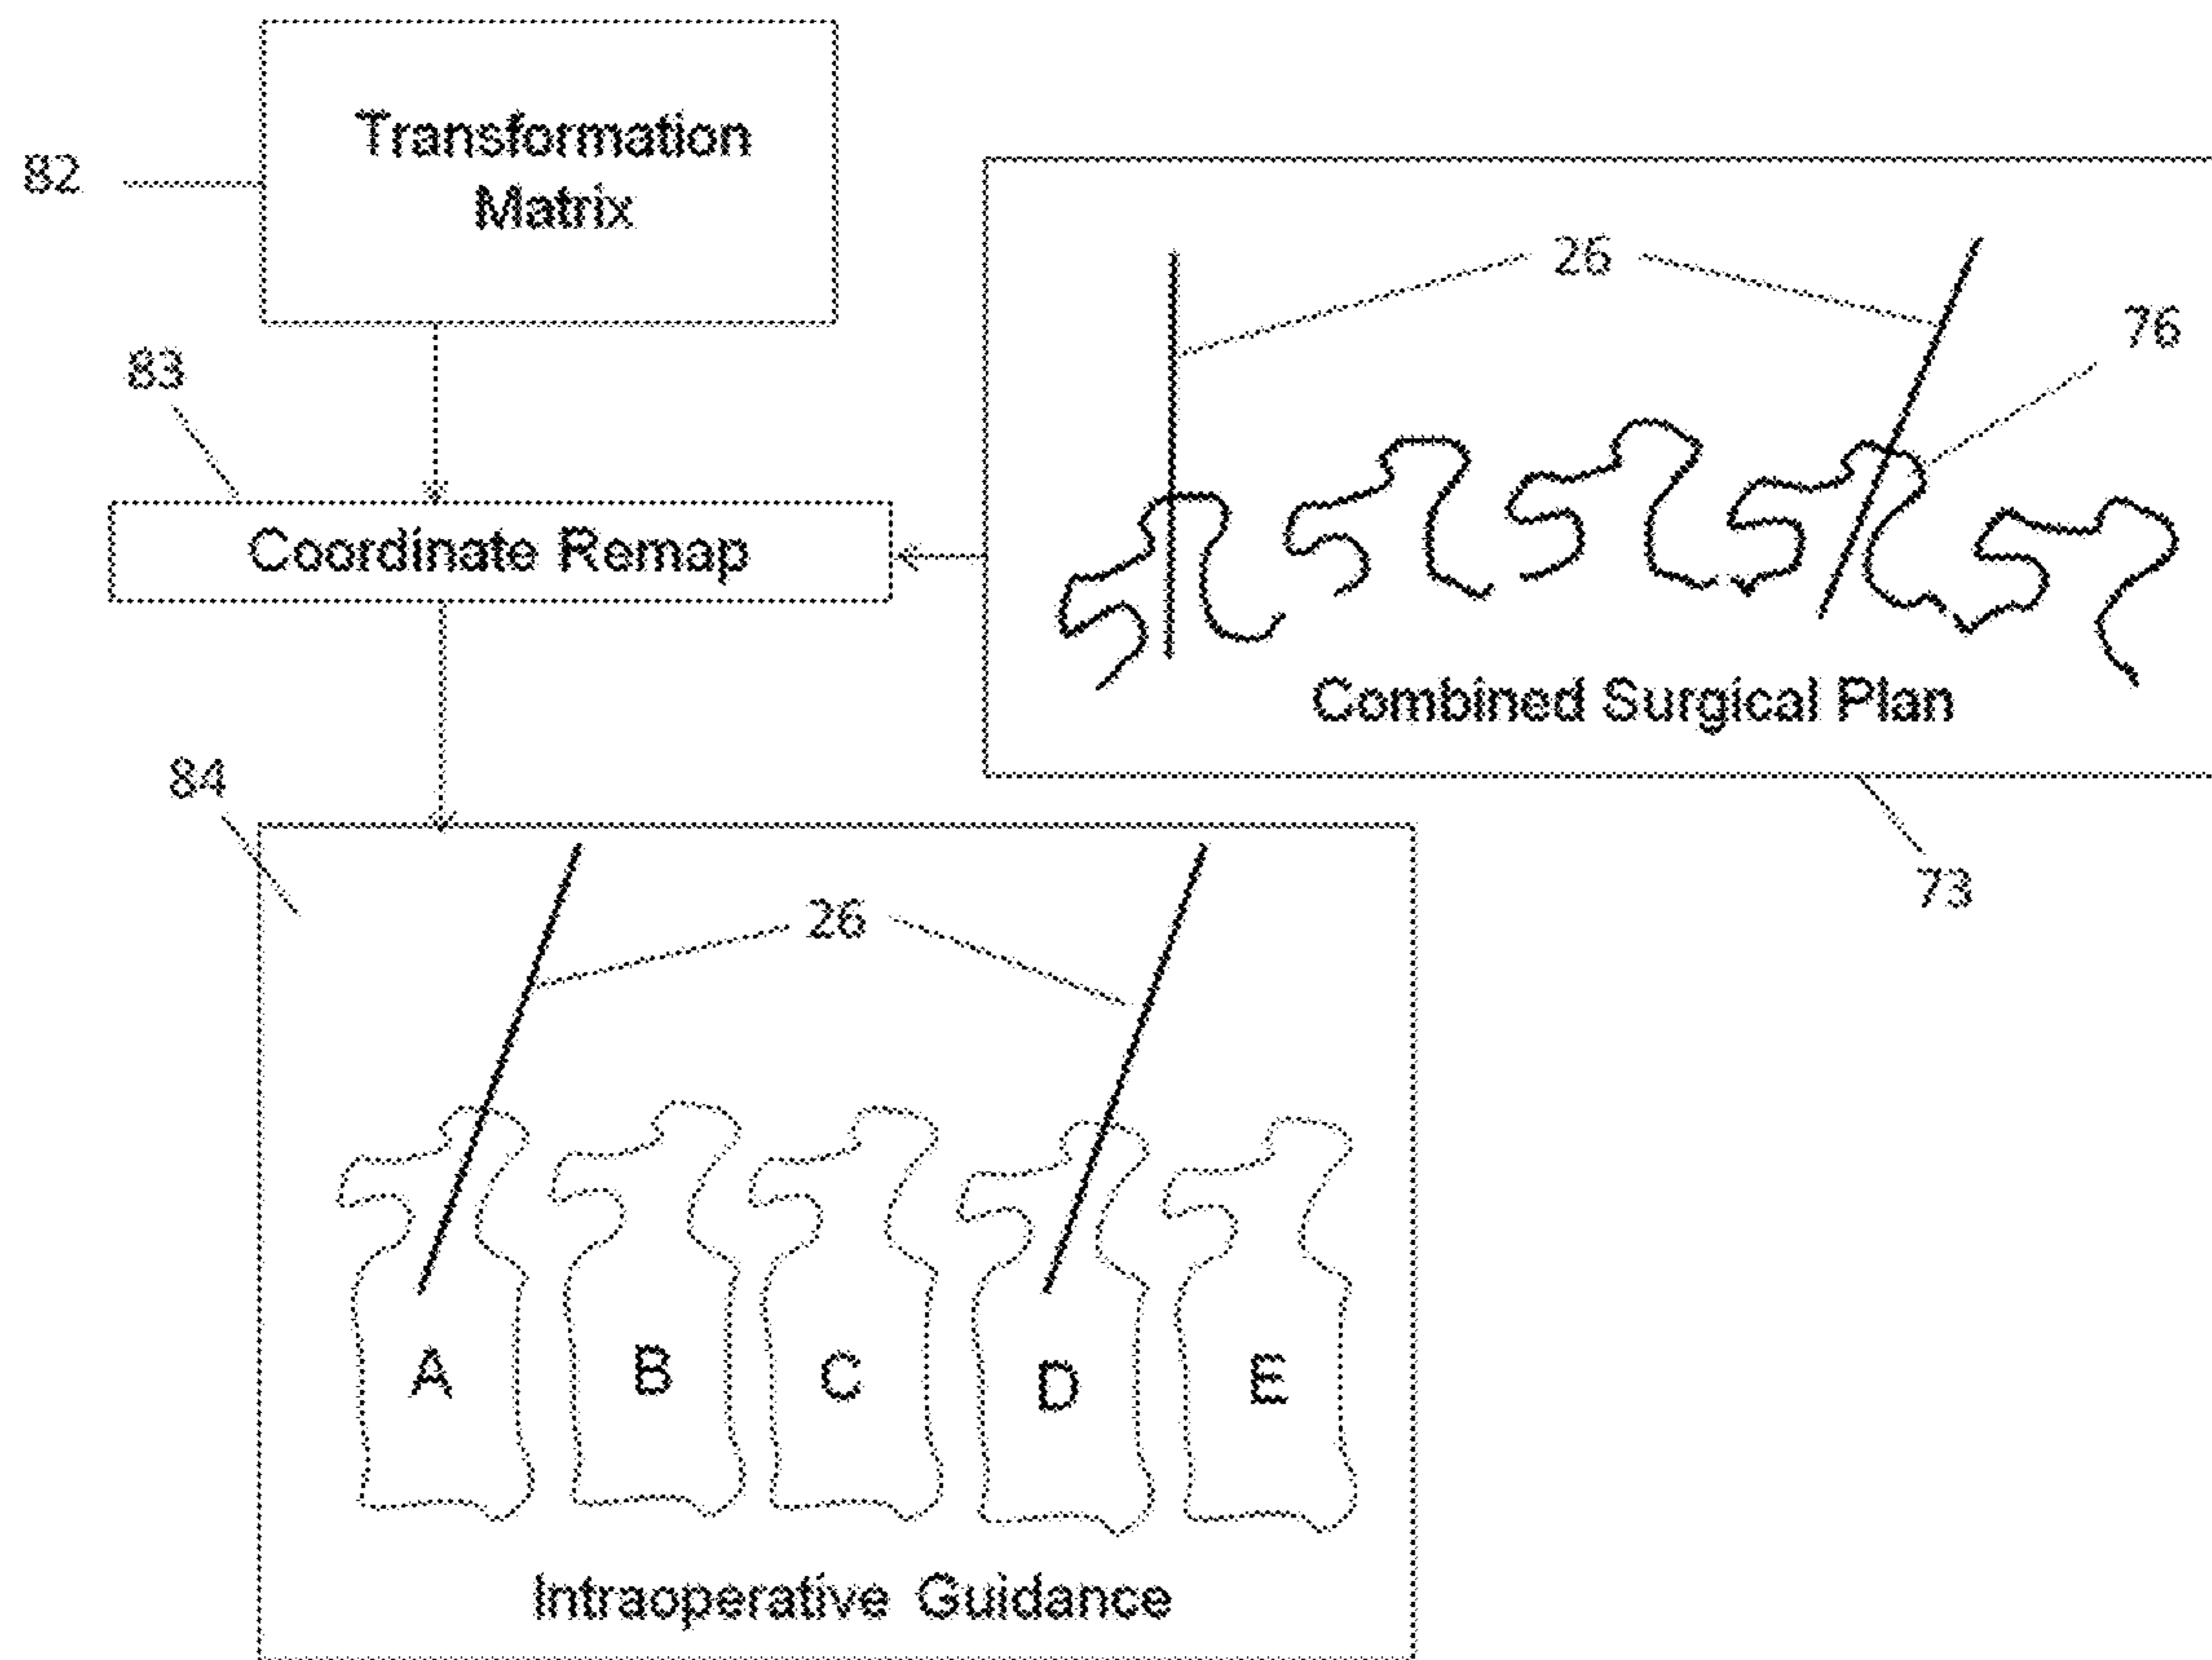 Transformation
Matrix
82
26
76
83
Coordinate Remap
Combined Surgical Plan
84
73
26
A B C D E
Intraoperative Guidance